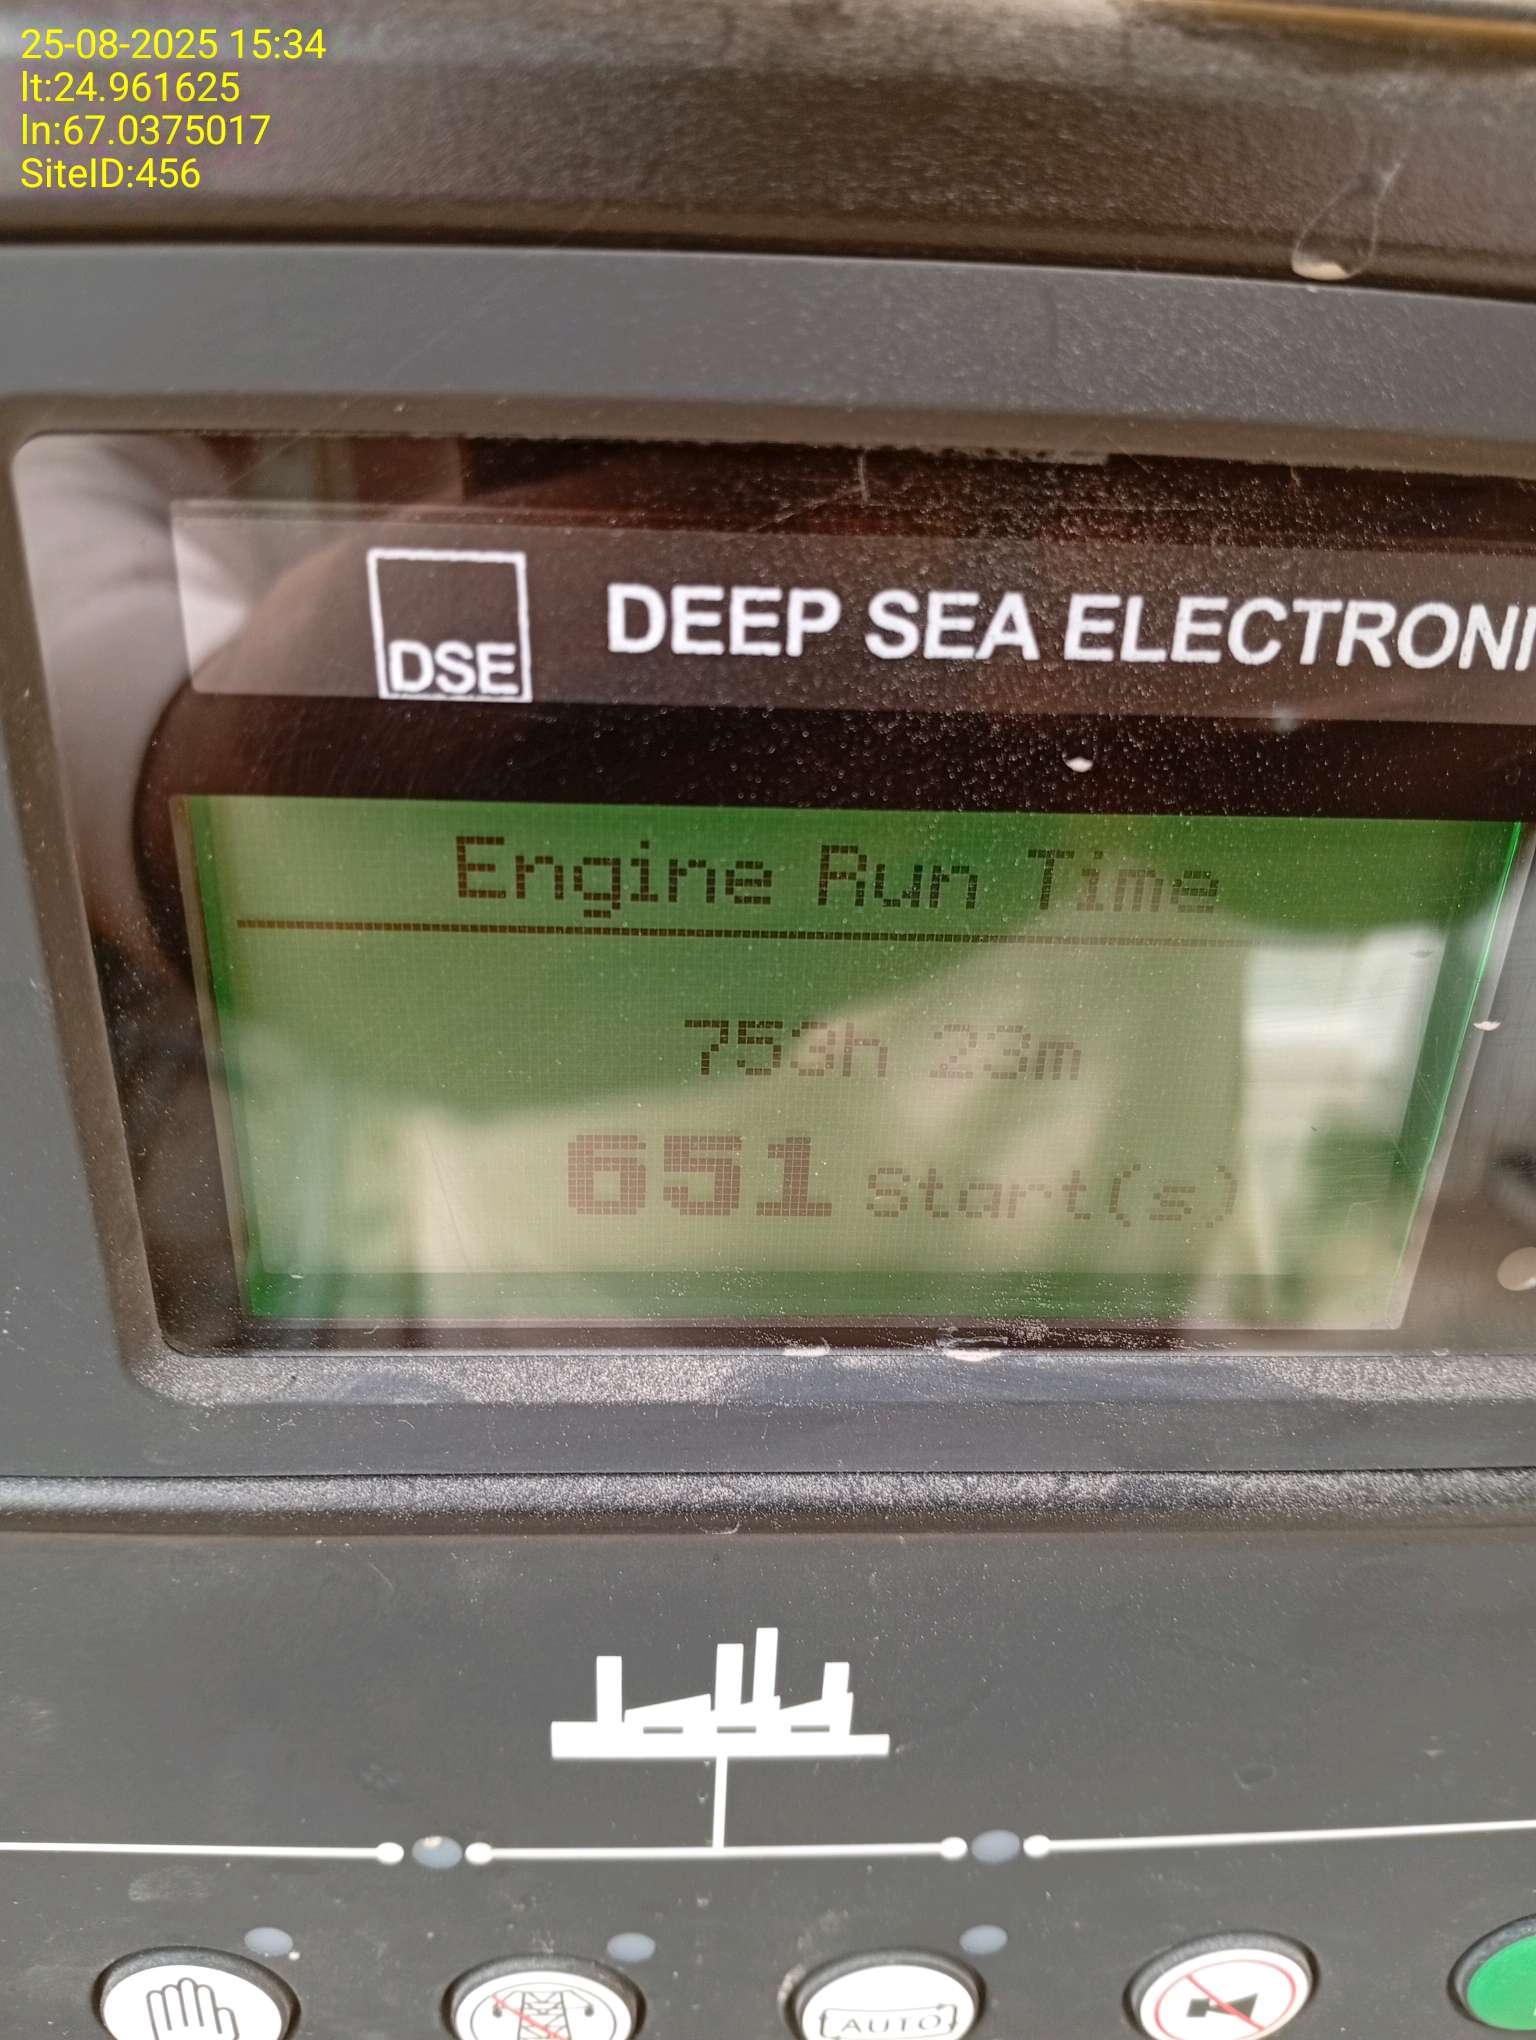 25-08-2025 15:34
lt:24.961625
ln:67.0375017
SiteID:456
DSE
DEEP SEA ELECTRONI
Engine Run Time
23m
651 Start(s)
AUTO